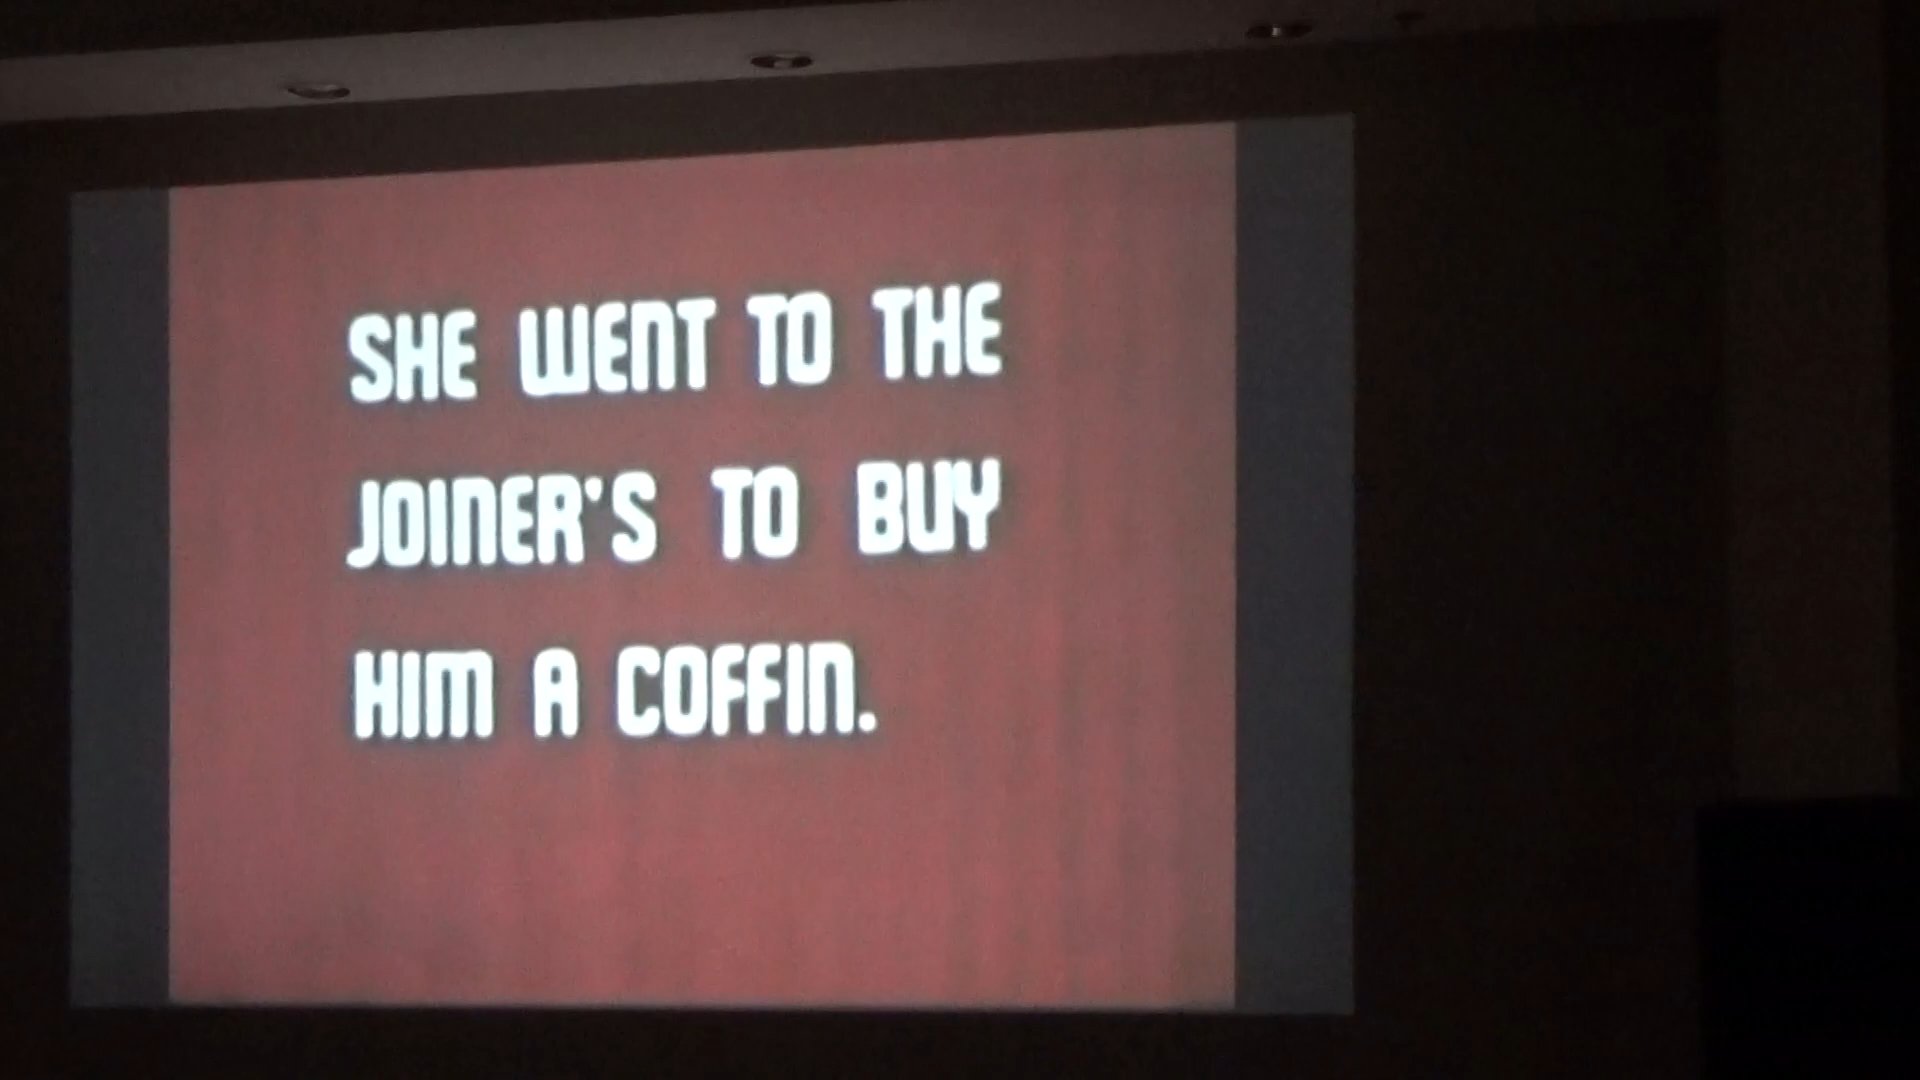 SHE WENT TO THE
JOINER'S TO BUY
HIM A COFFIN.